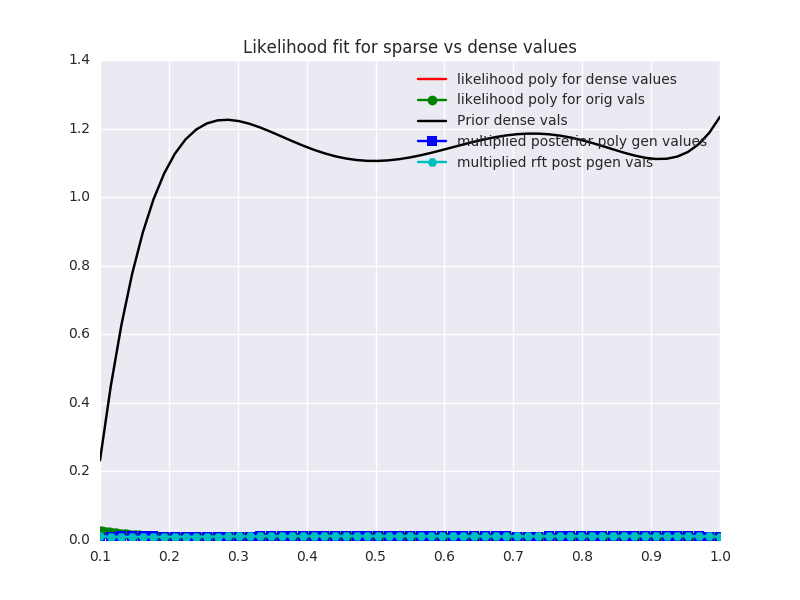 Likelihood fit for sparse vs dense values
1.4
1.2
1.0
0.8
0.6
0.4
0.2
0.0
likelihood poly for dense values
likelihood poly for orig vals
Prior dense vals
multiplied posterior poly gen values
multiplied rft post pgen vals
0.1 0.2 0.3 0.4 0.5 0.6 0.7 0.8 0.9 1.0